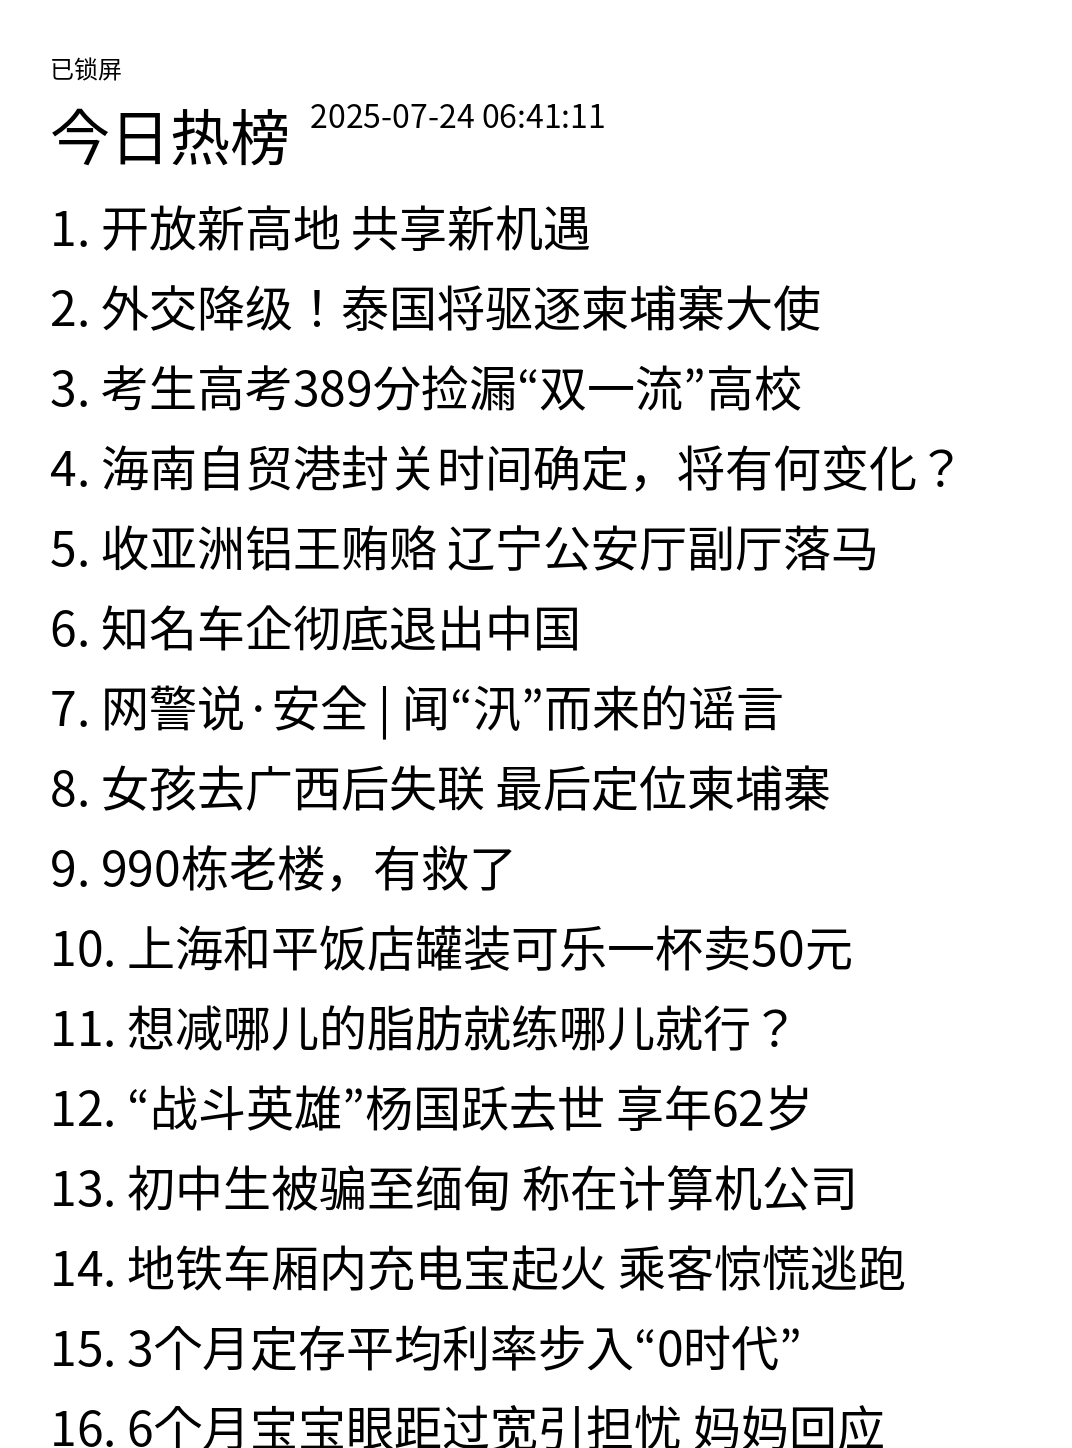 已锁屏
今日热榜 2025-07-24 06:41:11
1. 开放新高地 共享新机遇
2. 外交降级！泰国将驱逐柬埔寨大使
3. 考生高考389分捡漏“双一流”高校
4. 海南自贸港封关时间确定，将有何变化？
5. 收亚洲铝王贿赂 辽宁公安厅副厅落马
6. 知名车企彻底退出中国
7. 网警说·安全 | 闻“汛”而来的谣言
8. 女孩去广西后失联 最后定位柬埔寨
9. 990栋老楼，有救了
10. 上海和平饭店罐装可乐一杯卖50元
11. 想减哪儿的脂肪就练哪儿就行？
12. “战斗英雄”杨国跃去世 享年62岁
13. 初中生被骗至缅甸 称在计算机公司
14. 地铁车厢内充电宝起火 乘客惊慌逃跑
15. 3个月定存平均利率步入“0时代”
16. 6个月宝宝眼距过宽引担忧 妈妈回应